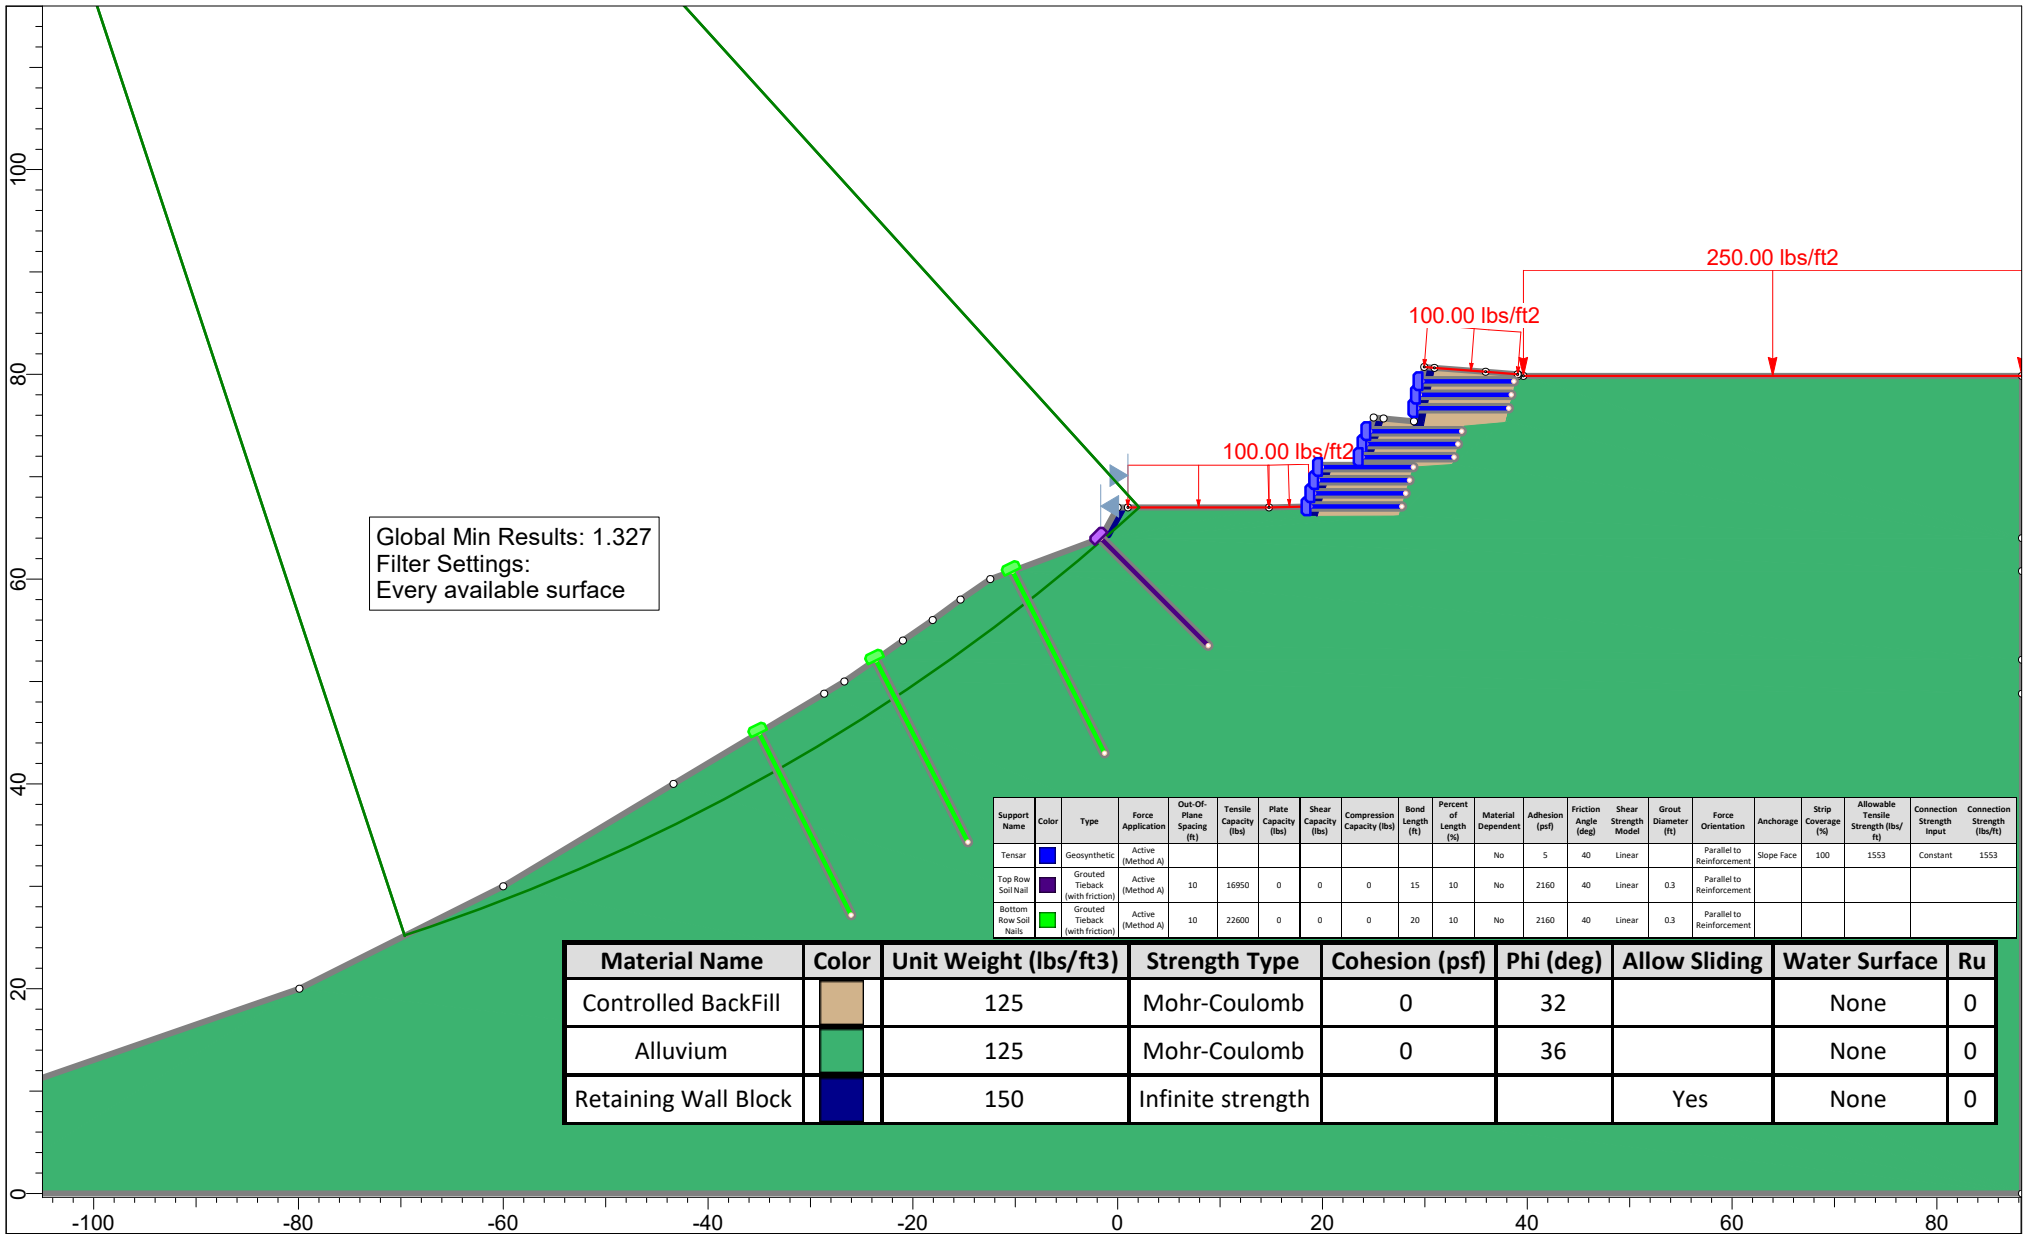 250.00 lbs/ft2
100.00 lbs/ft2
100.00 lbs/ft2
Global Min Results: 1.327
Filter Settings:
Every available surface
Support Name Color Type Force Application Out-Of-Plane Spacing (ft) Tensile Capacity (lbs) Plate Capacity (lbs) Shear Capacity (lbs) Compression Capacity (lbs) Bond Length (ft) Percent of Length (%) Material Dependent Adhesion (psf) Friction Angle (deg) Shear Strength Model Grout Diameter (ft) Force Orientation Anchorage Strip Coverage (%) Allowable Tensile Strength (lbs/ft) Connection Strength Input Connection Strength (lbs/ft)
Tensar Geosynthetic Active (Method A) No 5 40 Linear Parallel to Reinforcement Slope Face 100 1553 Constant 1553
Top Row Soil Nail Grouted Tieback (with friction) Active (Method A) 10 16950 0 0 0 15 10 No 2160 40 Linear 0.3 Parallel to Reinforcement
Bottom Row Soil Nails Grouted Tieback (with friction) Active (Method A) 10 22600 0 0 0 20 10 No 2160 40 Linear 0.3 Parallel to Reinforcement
Material Name Color Unit Weight (lbs/ft3) Strength Type Cohesion (psf) Phi (deg) Allow Sliding Water Surface Ru
Controlled BackFill 125 Mohr-Coulomb 0 32 None 0
Alluvium 125 Mohr-Coulomb 0 36 None 0
Retaining Wall Block 150 Infinite strength Yes None 0
100
80
60
40
20
0
-100 -80 -60 -40 -20 0 20 40 60 80